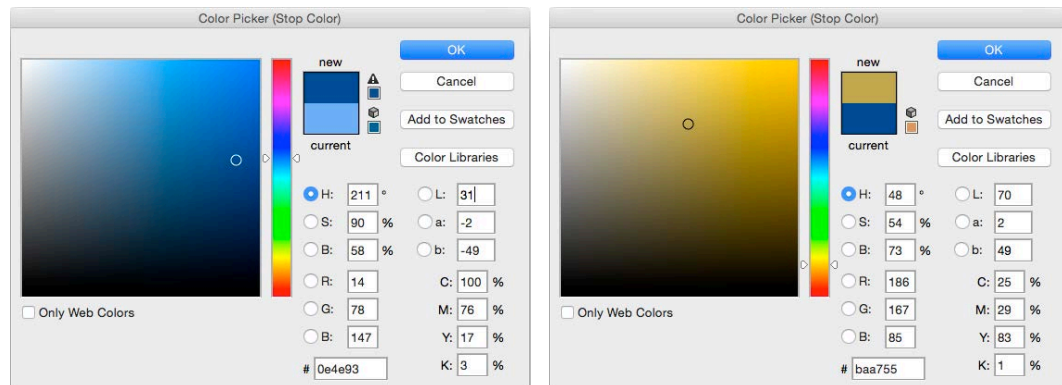 Color Picker (Stop Color)
new
current
OK
Cancel
Add to Swatches
Color Libraries
H: 211 °
S: 90 %
B: 58 %
R: 14
G: 78
B: 147
# 0e4e93
L: 31
a: -2
b: -49
C: 100 %
M: 76 %
Y: 17 %
K: 3 %
Only Web Colors
Color Picker (Stop Color)
new
current
OK
Cancel
Add to Swatches
Color Libraries
H: 48 °
S: 54 %
B: 73 %
R: 186
G: 167
B: 85
# baa755
L: 70
a: 2
b: 49
C: 25 %
M: 29 %
Y: 83 %
K: 1 %
Only Web Colors